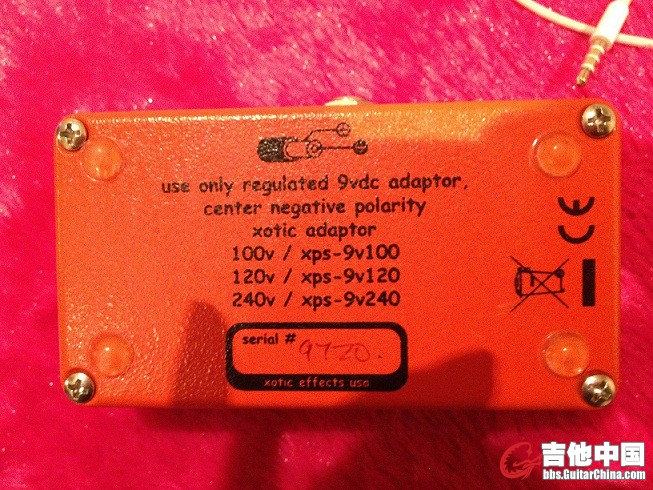 use only regulated 9vdc adaptor,
center negative polarity
xotic adaptor
100v / xps-9v100
120v / xps-9v120
240v / xps-9v240
serial # 9720.
xotic effects usa
CE
吉他中国
bbs.GuitarChina.com